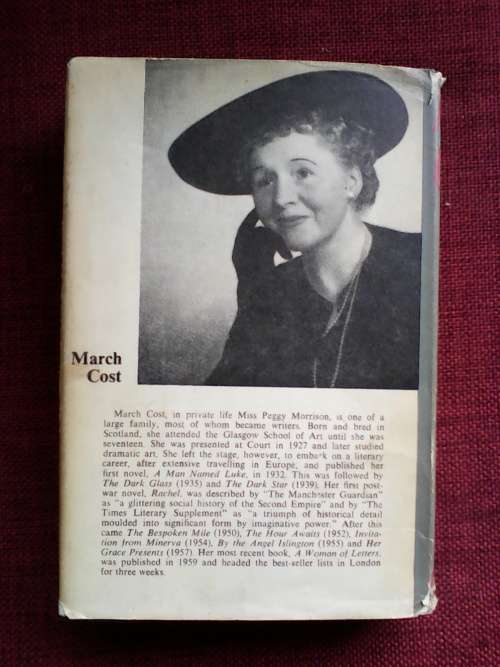 March
Cost
March Cost, in private life Miss Peggy Morrison, is one of a
large family, most of whom became writers. Born and bred in
Scotland, she attended the Glasgow School of Art until she was
seventeen. She was presented at Court in 1927 and later studied
dramatic art. She left the stage, however, to embark on a literary
career, after extensive travelling in Europe, and published her
first novel, A Man Named Luke, in 1932. This was followed by
The Dark Glass (1935) and The Dark Star (1939). Her first post-
war novel, Rachel, was described by "The Manchester Guardian"
as "a glittering social history of the Second Empire" and by "The
Times Literary Supplement" as "a triumph of historical detail
moulded into significant form by imaginative power." After this
came The Bespoken Mile (1950), The Hour Awaits (1952), Invita-
tion from Minerva (1954), By the Angel Islington (1955) and Her
Grace Presents (1957). Her most recent book, A Woman of Letters,
was published in 1959 and headed the best-seller lists in London
for three weeks.